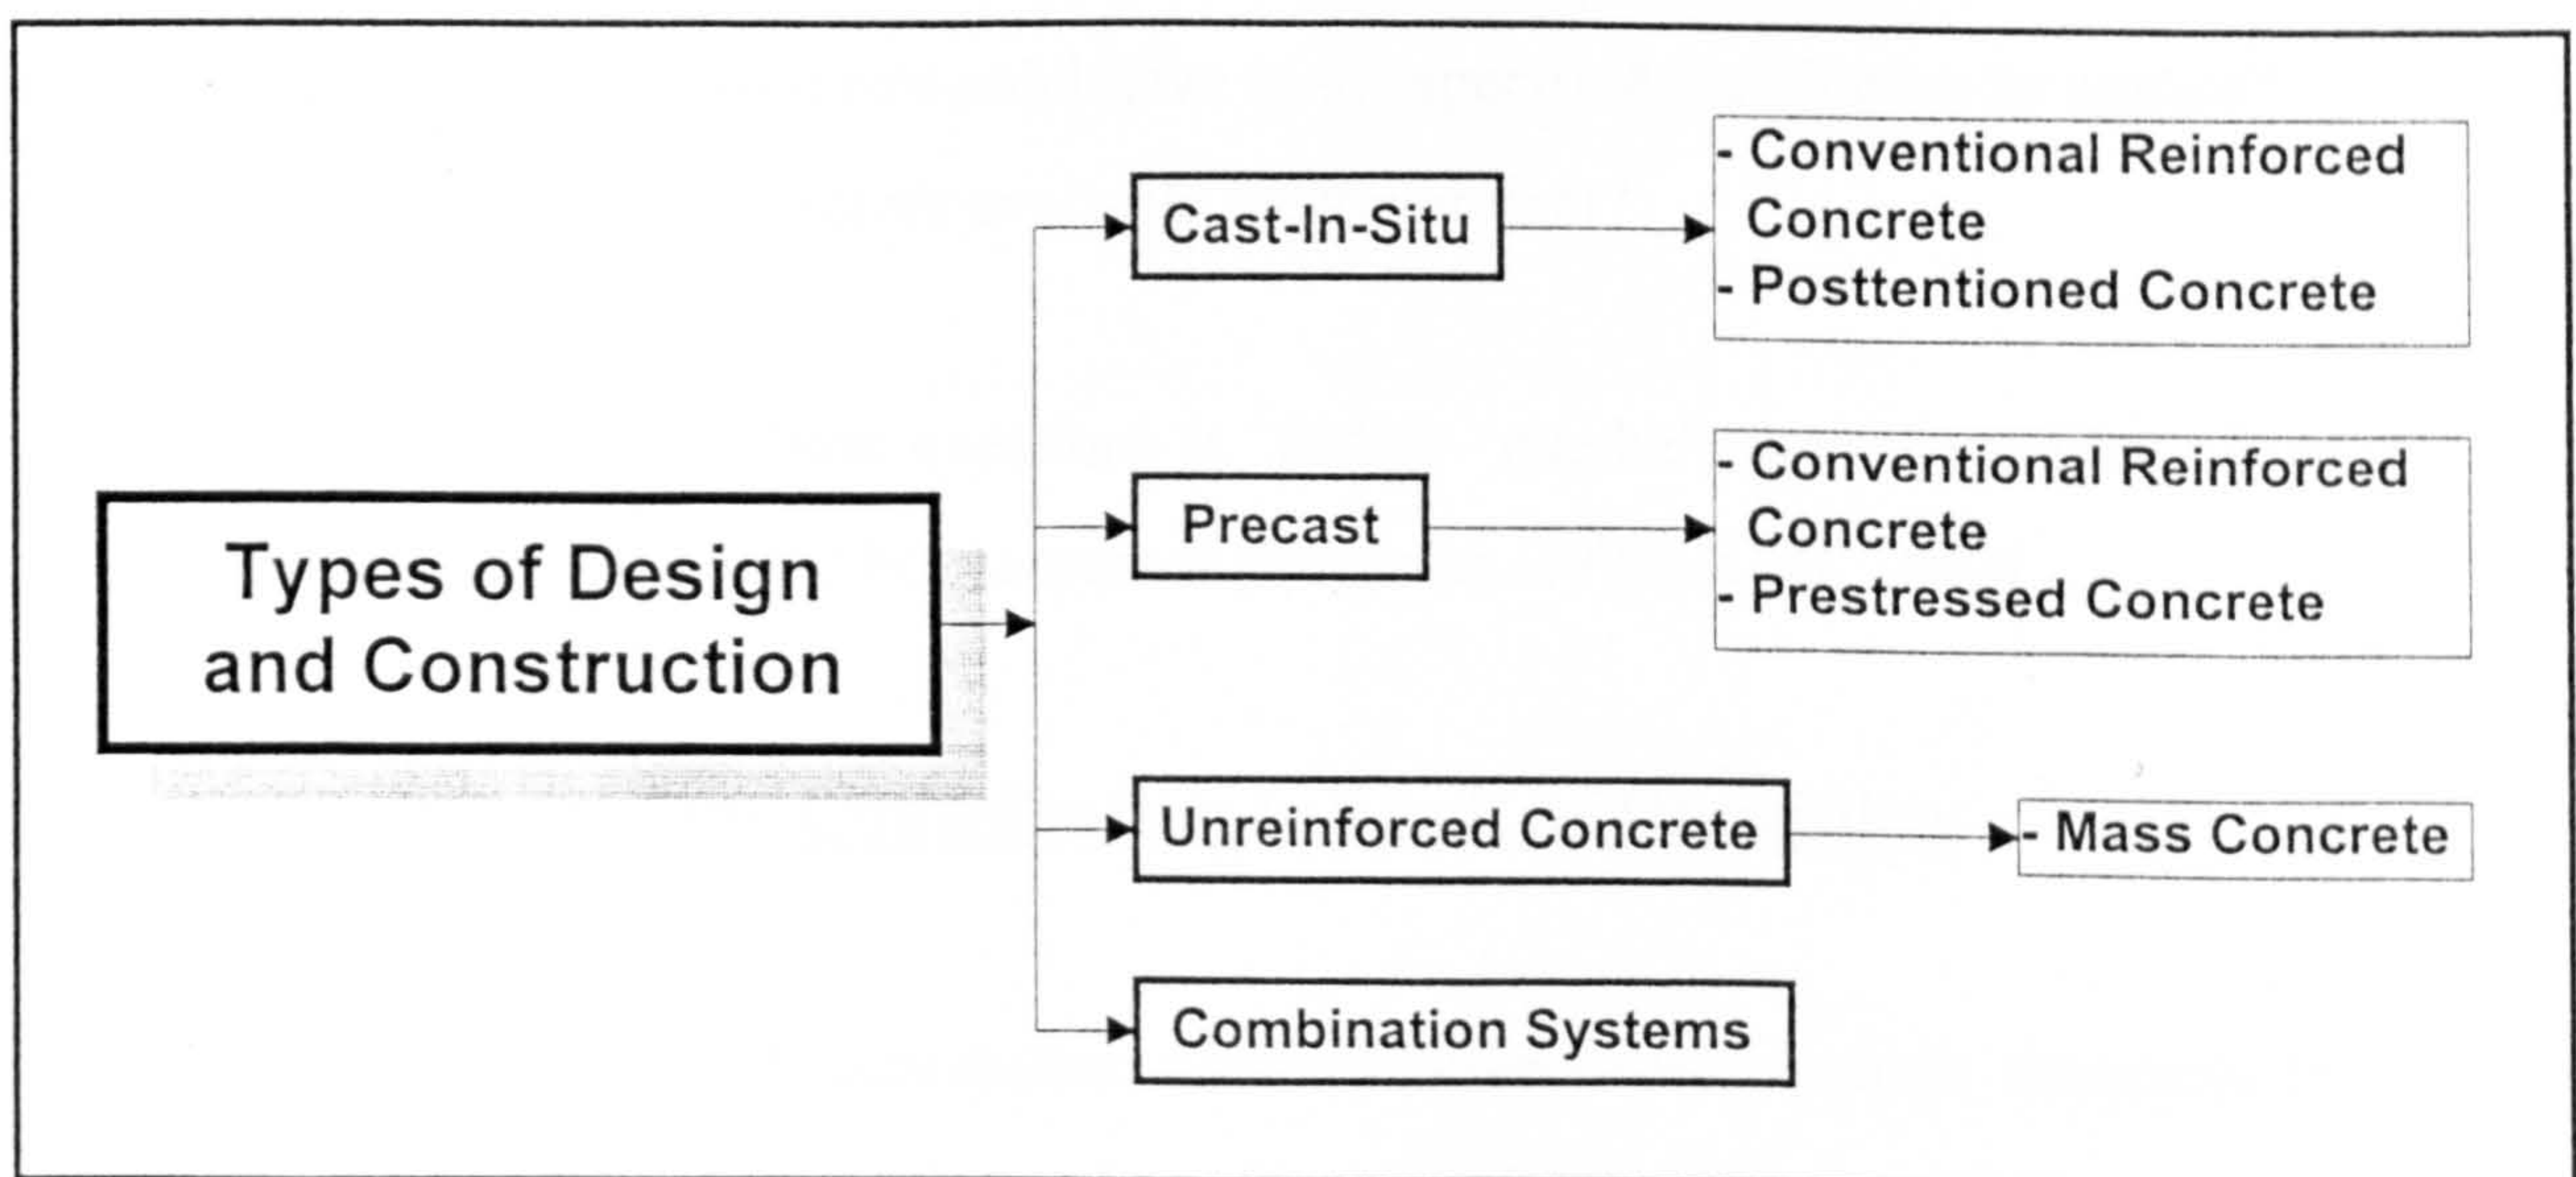 Types of Design
and Construction
Cast-In-Situ
- Conventional Reinforced
Concrete
- Posttentioned Concrete
Precast
- Conventional Reinforced
Concrete
- Prestressed Concrete
Unreinforced Concrete
- Mass Concrete
Combination Systems